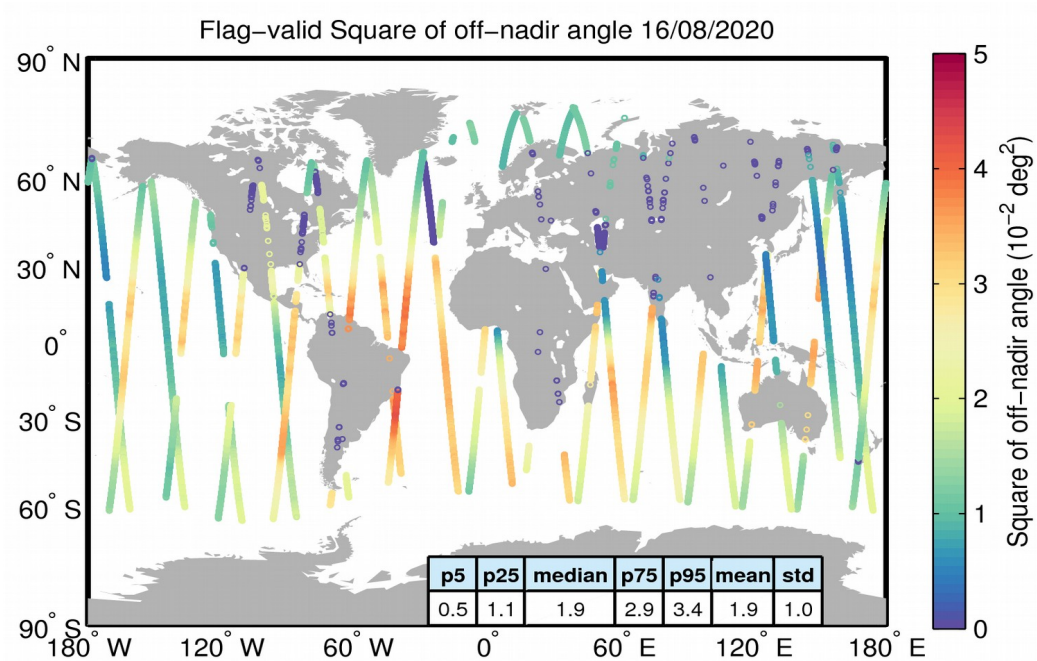 Flag−valid Square of off−nadir angle 16/08/2020
90° N
60° N
30° N
0°
30° S
60° S
90° S
180° W
120° W
60° W
0°
60° E
120° E
180° E
p5 p25 median p75 p95 mean std
0.5 1.1 1.9 2.9 3.4 1.9 1.0
5
4
3
2
1
0
Square of off−nadir angle (10⁻² deg²)